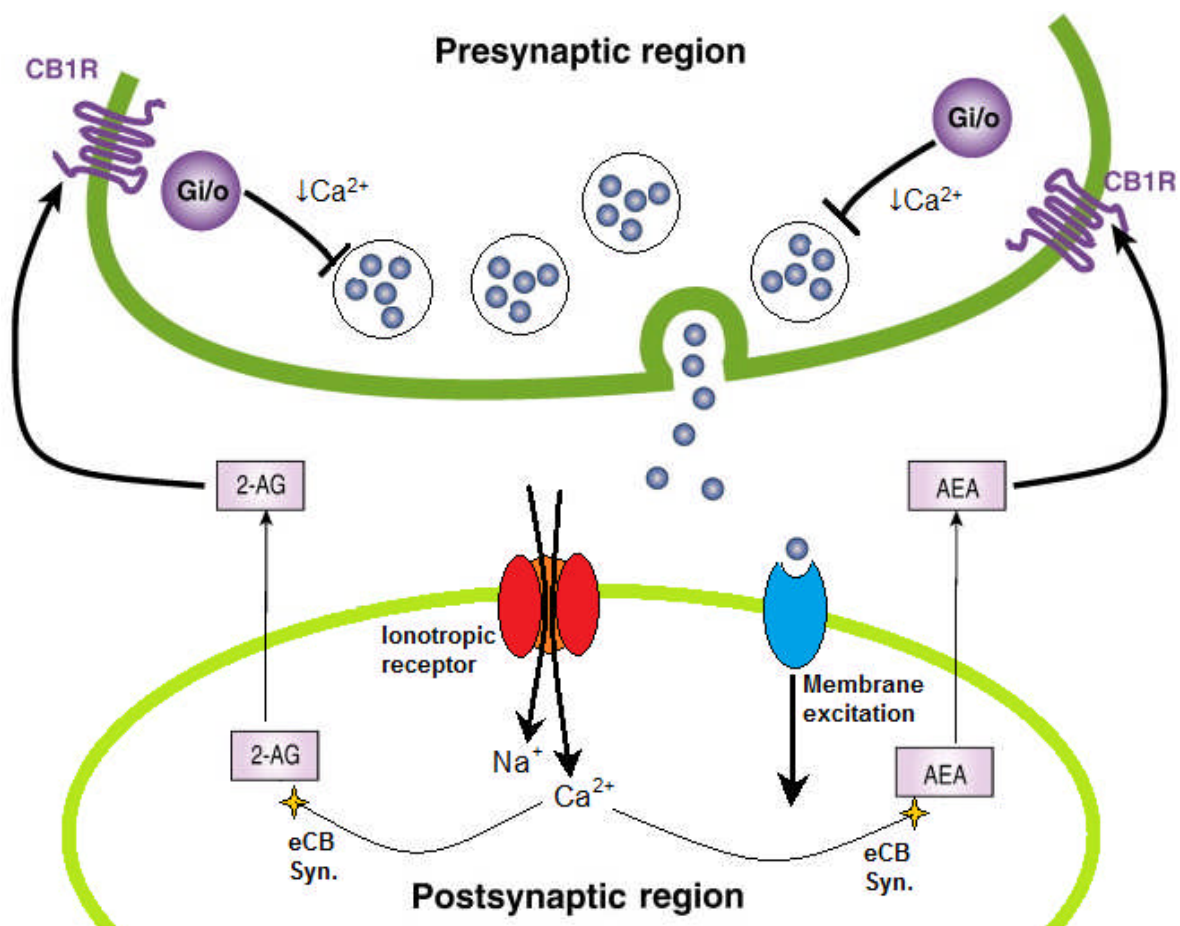 Presynaptic region
CB1R
Gi/o
Gi/o
↓Ca²⁺
↓Ca²⁺
CB1R
2-AG
AEA
Ionotropic
receptor
Membrane
excitation
2-AG
Na⁺
AEA
Ca²⁺
eCB
Syn.
eCB
Syn.
Postsynaptic region